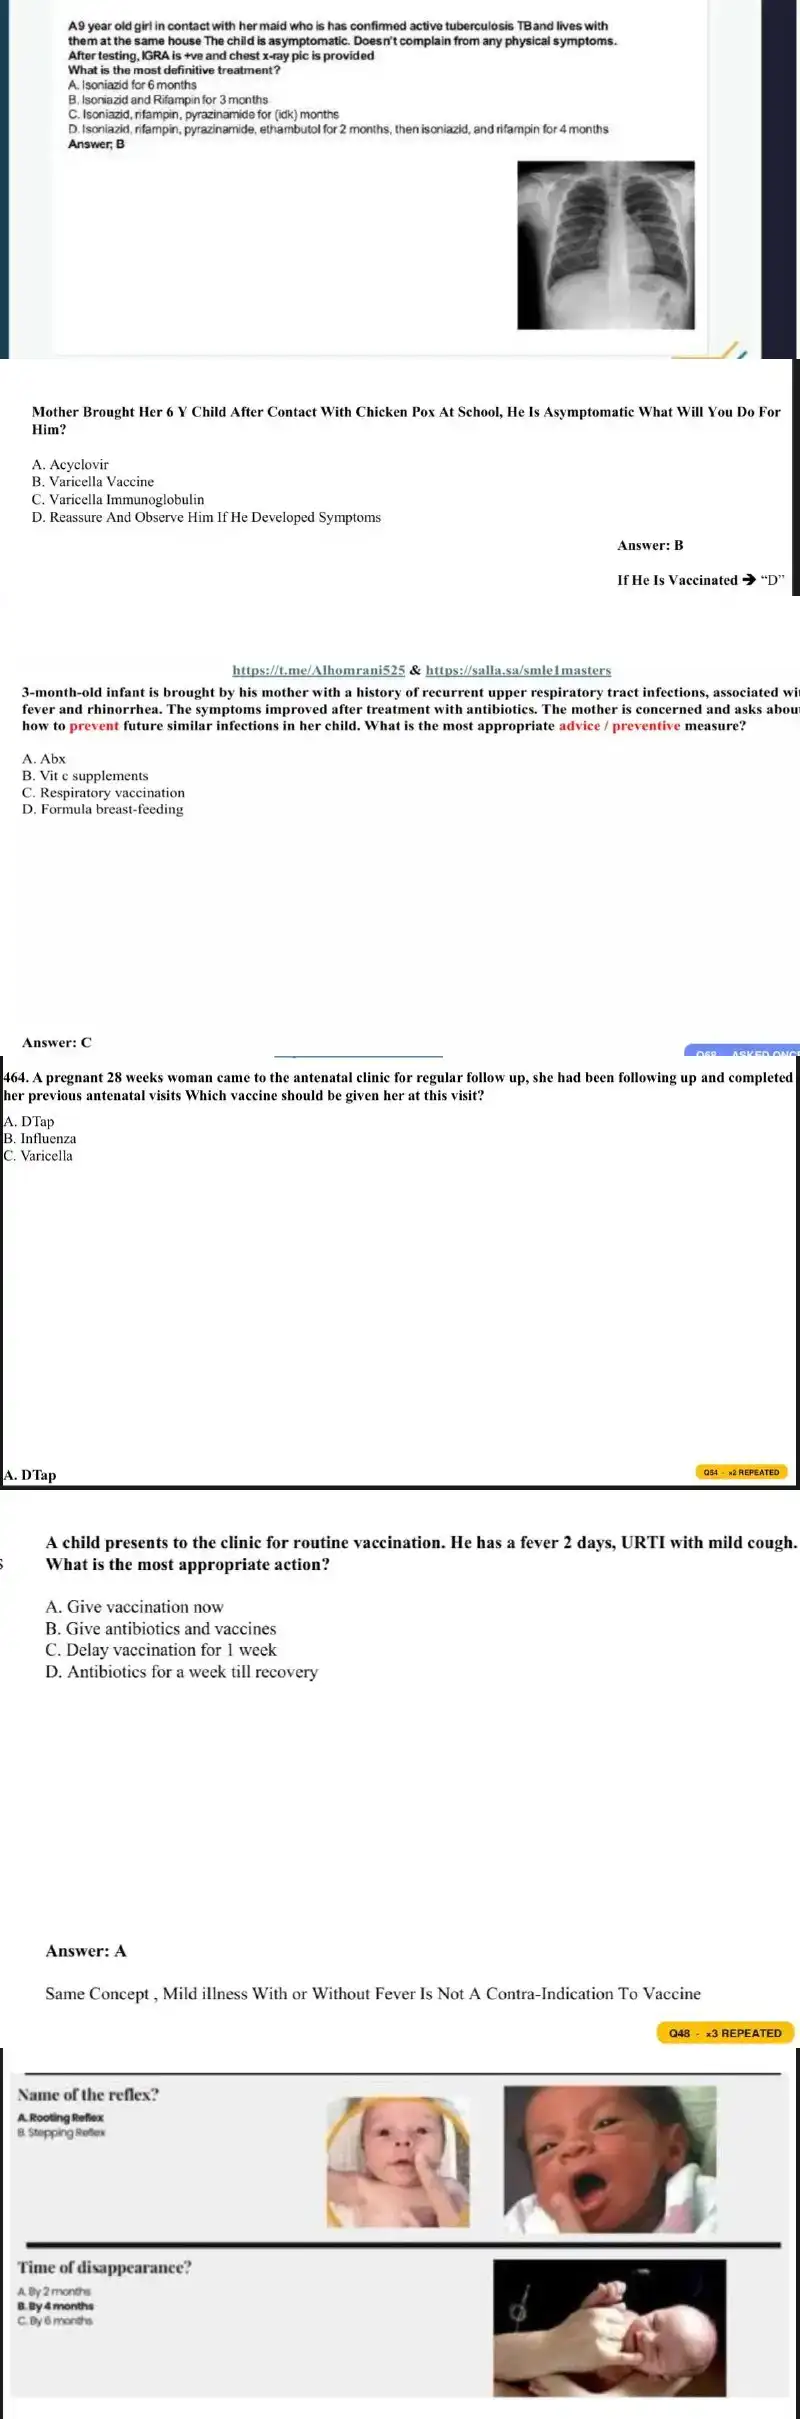 A9 year old girl in contact with her maid who is has confirmed active tuberculosis TBand lives with
them at the same house The child is asymptomatic. Doesn't complain from any physical symptoms.
After testing, IGRA is +ve and chest x-ray pic is provided
What is the most definitive treatment?
A. Isoniazid for 6 months
B. Isoniazid and Rifampin for 3 months
C. Isoniazid, rifampin, pyrazinamide for (idk) months
D. Isoniazid, rifampin, pyrazinamide, ethambutol for 2 months, then isoniazid, and rifampin for 4 months
Answer; B
Mother Brought Her 6 Y Child After Contact With Chicken Pox At School, He Is Asymptomatic What Will You Do For
Him?
A. Acyclovir
B. Varicella Vaccine
C. Varicella Immunoglobulin
D. Reassure And Observe Him If He Developed Symptoms
Answer: B
If He Is Vaccinated ➔ “D”
https://t.me/Alhomrani525 & https://salla.sa/smle1masters
3-month-old infant is brought by his mother with a history of recurrent upper respiratory tract infections, associated wi
fever and rhinorrhea. The symptoms improved after treatment with antibiotics. The mother is concerned and asks abou
how to prevent future similar infections in her child. What is the most appropriate advice / preventive measure?
A. Abx
B. Vit c supplements
C. Respiratory vaccination
D. Formula breast-feeding
Answer: C
ASKED ONC
464. A pregnant 28 weeks woman came to the antenatal clinic for regular follow up, she had been following up and completed
her previous antenatal visits Which vaccine should be given her at this visit?
A. DTap
B. Influenza
C. Varicella
A. DTap
Q54 - x2 REPEATED
A child presents to the clinic for routine vaccination. He has a fever 2 days, URTI with mild cough.
s What is the most appropriate action?
A. Give vaccination now
B. Give antibiotics and vaccines
C. Delay vaccination for 1 week
D. Antibiotics for a week till recovery
Answer: A
Same Concept , Mild illness With or Without Fever Is Not A Contra-Indication To Vaccine
Q48 - x3 REPEATED
Name of the reflex?
A. Rooting Reflex
B. Stepping Reflex
Time of disappearance?
A. By 2 months
B. By 4 months
C. By 6 months